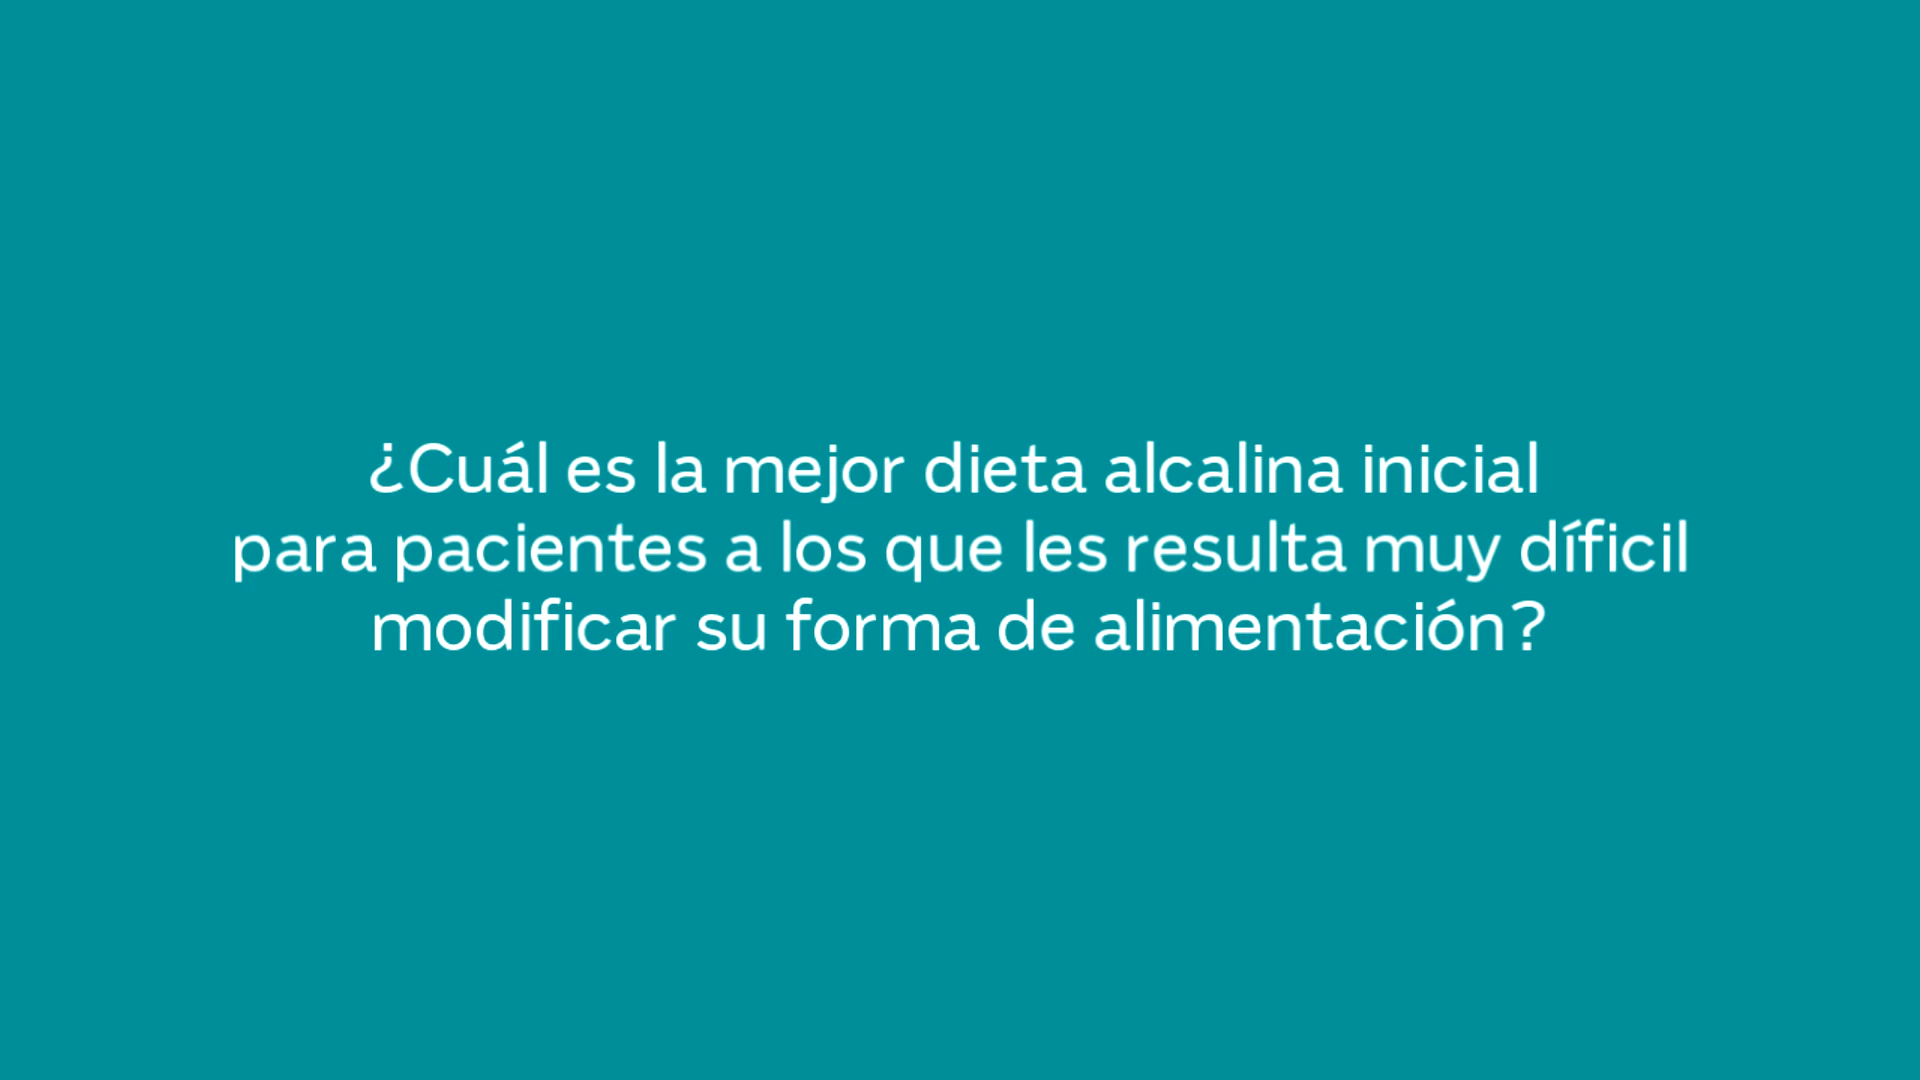 ¿Cuál es la mejor dieta alcalina inicial
para pacientes a los que les resulta muy díficil
modificar su forma de alimentación?